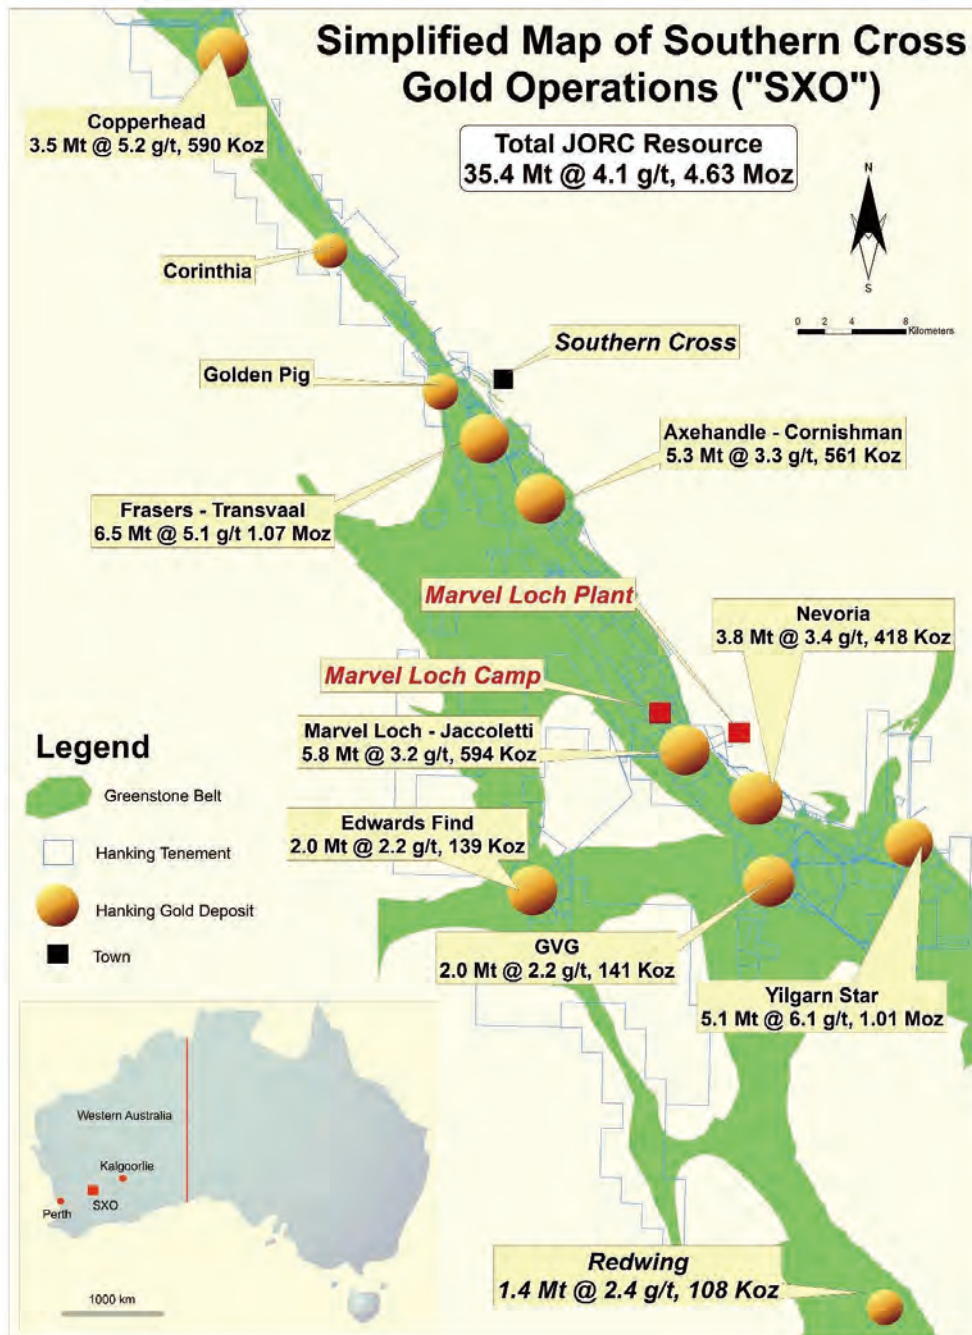 Simplified Map of Southern Cross
Gold Operations ("SXO")
Total JORC Resource
35.4 Mt @ 4.1 g/t, 4.63 Moz
Copperhead
3.5 Mt @ 5.2 g/t, 590 Koz
N
S
0 2 4 8
Kilometers
Corinthia
Southern Cross
Golden Pig
Axehandle - Cornishman
5.3 Mt @ 3.3 g/t, 561 Koz
Frasers - Transvaal
6.5 Mt @ 5.1 g/t 1.07 Moz
Marvel Loch Plant
Nevoria
3.8 Mt @ 3.4 g/t, 418 Koz
Marvel Loch Camp
Marvel Loch - Jaccoletti
5.8 Mt @ 3.2 g/t, 594 Koz
Edwards Find
2.0 Mt @ 2.2 g/t, 139 Koz
GVG
2.0 Mt @ 2.2 g/t, 141 Koz
Yilgarn Star
5.1 Mt @ 6.1 g/t, 1.01 Moz
Redwing
1.4 Mt @ 2.4 g/t, 108 Koz
Legend
Greenstone Belt
Hanking Tenement
Hanking Gold Deposit
Town
Western Australia
Kalgoorlie
SXO
Perth
1000 km